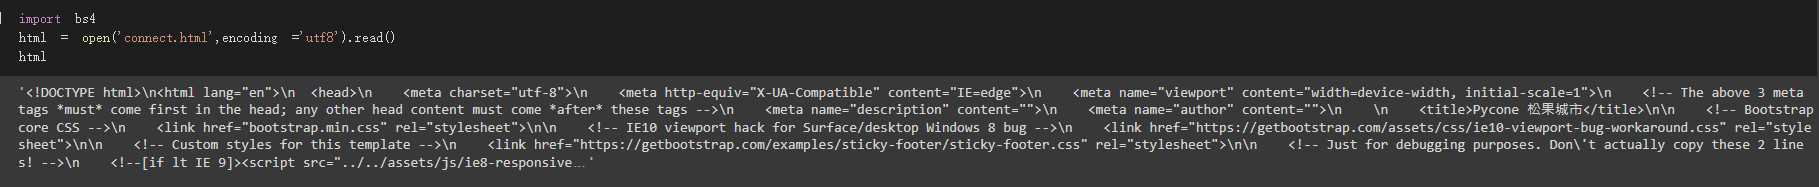 import bs4
html = open('connect.html',encoding ='utf8').read()
html
'<!DOCTYPE html>\n<html lang="en">\n  <head>\n    <meta charset="utf-8">\n    <meta http-equiv="X-UA-Compatible" content="IE=edge">\n    <meta name="viewport" content="width=device-width, initial-scale=1">\n    <!-- The above 3 meta
tags *must* come first in the head; any other head content must come *after* these tags -->\n    <meta name="description" content="">\n    <meta name="author" content="">\n    \n    <title>Pycone 松果城市</title>\n\n    <!-- Bootstrap
core CSS -->\n    <link href="bootstrap.min.css" rel="stylesheet">\n\n    <!-- IE10 viewport hack for Surface/desktop Windows 8 bug -->\n    <link href="https://getbootstrap.com/assets/css/ie10-viewport-bug-workaround.css" rel="style
sheet">\n\n    <!-- Custom styles for this template -->\n    <link href="https://getbootstrap.com/examples/sticky-footer/sticky-footer.css" rel="stylesheet">\n\n    <!-- Just for debugging purposes. Don\'t actually copy these 2 line
s! -->\n    <!--[if lt IE 9]><script src="../../assets/js/ie8-responsive…'